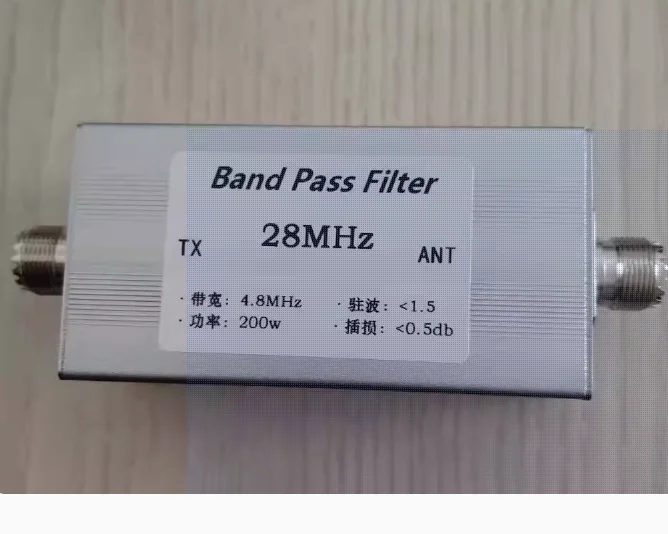 Band Pass Filter
28MHz
TX
ANT
· 带宽: 4.8MHz
· 驻波: <1.5
· 功率: 200w
· 插损: <0.5db